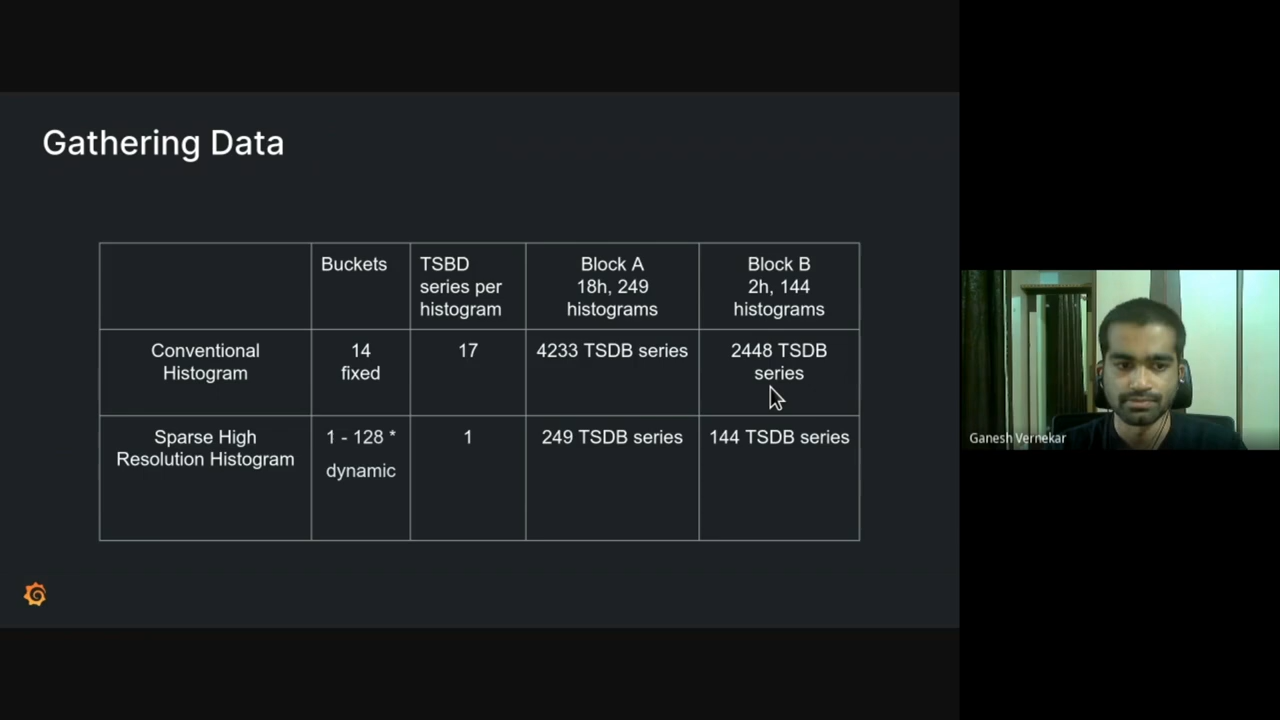 Gathering Data
Buckets
TSBD
series per
histogram
Block A
18h, 249
histograms
Block B
2h, 144
histograms
Conventional
Histogram
14
fixed
17
4233 TSDB series
2448 TSDB
series
Sparse High
Resolution Histogram
1 - 128 *
dynamic
1
249 TSDB series
144 TSDB series
Ganesh Vernekar